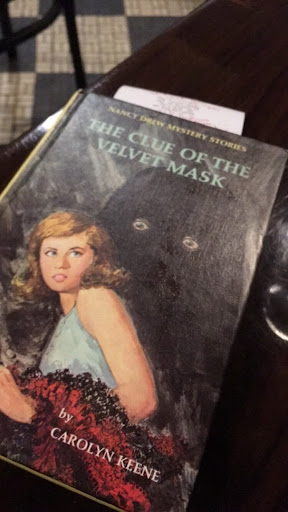 NANCY DREW MYSTERY STORIES
THE CLUE OF THE
VELVET MASK
by
CAROLYN KEENE